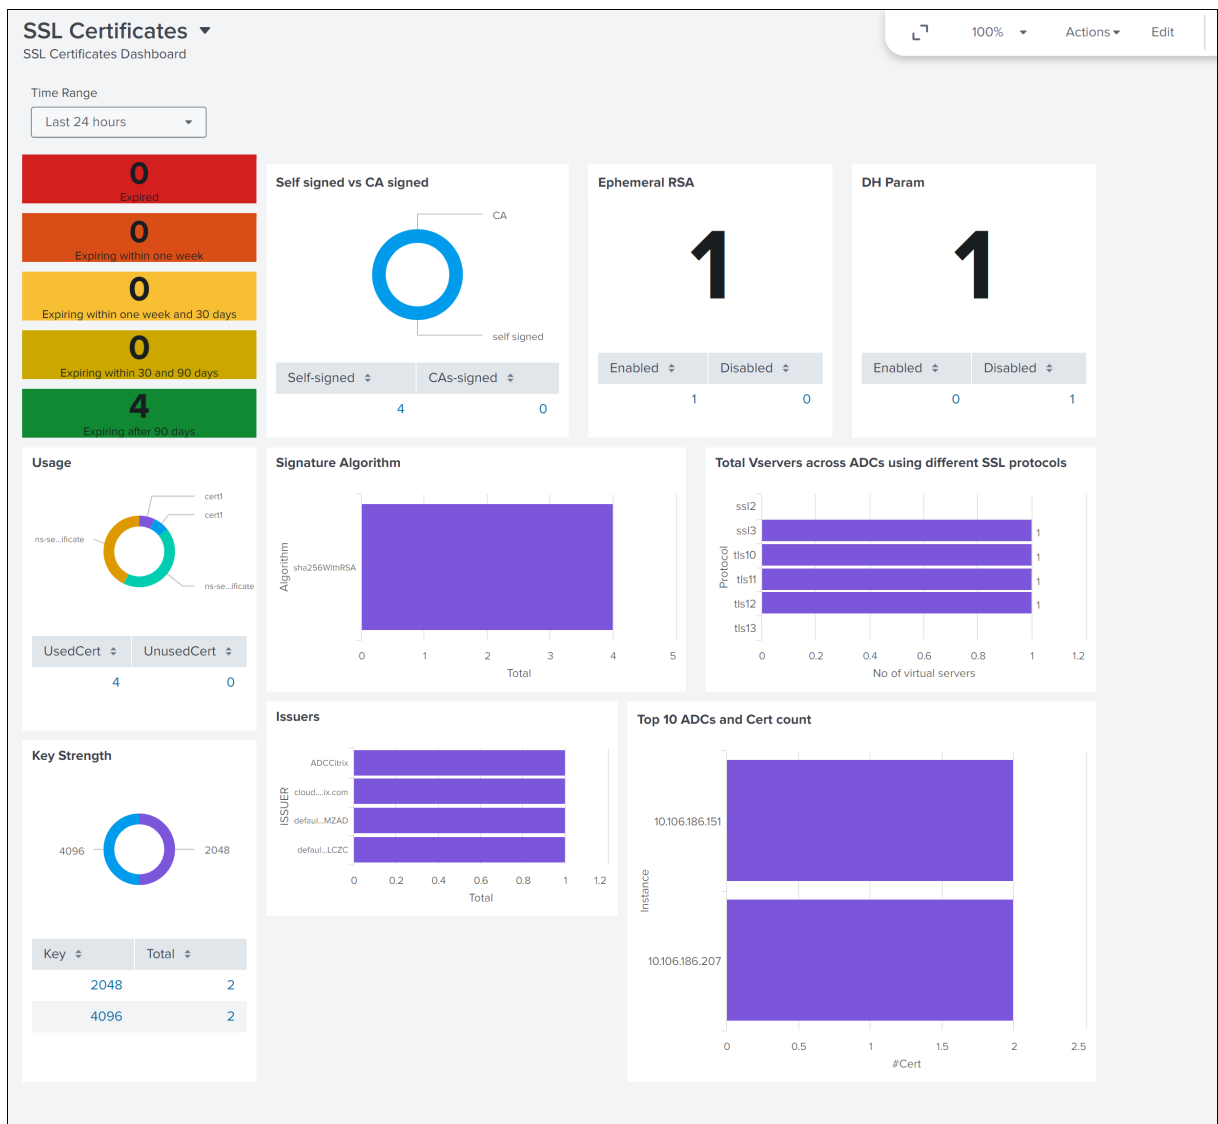 SSL Certificates
SSL Certificates Dashboard
100%
Actions
Edit
Time Range
Last 24 hours
0
Expired
0
Expiring within one week
0
Expiring within one week and 30 days
0
Expiring within 30 and 90 days
4
Expiring after 90 days
Self signed vs CA signed
CA
self signed
Self-signed CAs-signed
4 0
Ephemeral RSA
1
Enabled Disabled
1 0
DH Param
1
Enabled Disabled
0 1
Usage
cert1
cert1
ns-se...ificate
ns-se...ificate
UsedCert UnusedCert
4 0
Signature Algorithm
Algorithm
sha256WithRSA
0 1 2 3 4 5
Total
Total Vservers across ADCs using different SSL protocols
Protocol
ssl2
ssl3 1
tls10 1
tls11 1
tls12 1
tls13
0 0.2 0.4 0.6 0.8 1 1.2
No of virtual servers
Key Strength
4096 2048
Key Total
2048 2
4096 2
Issuers
ISSUER
ADCCitrix
cloud....ix.com
defaul...MZAD
defaul...LCZC
0 0.2 0.4 0.6 0.8 1 1.2
Total
Top 10 ADCs and Cert count
Instance
10.106.186.151
10.106.186.207
0 0.5 1 1.5 2 2.5
#Cert